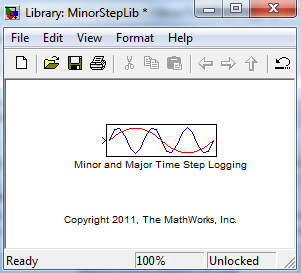 Library: MinorStepLib *
File Edit View Format Help
Minor and Major Time Step Logging
Copyright 2011, The MathWorks, Inc.
Ready 100% Unlocked